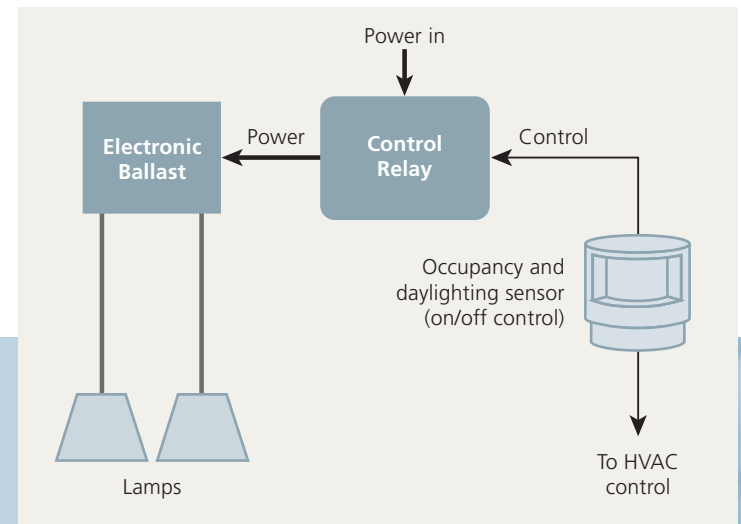 Power in
Electronic
Ballast
Power
Control
Relay
Control
Occupancy and
daylighting sensor
(on/off control)
Lamps
To HVAC
control